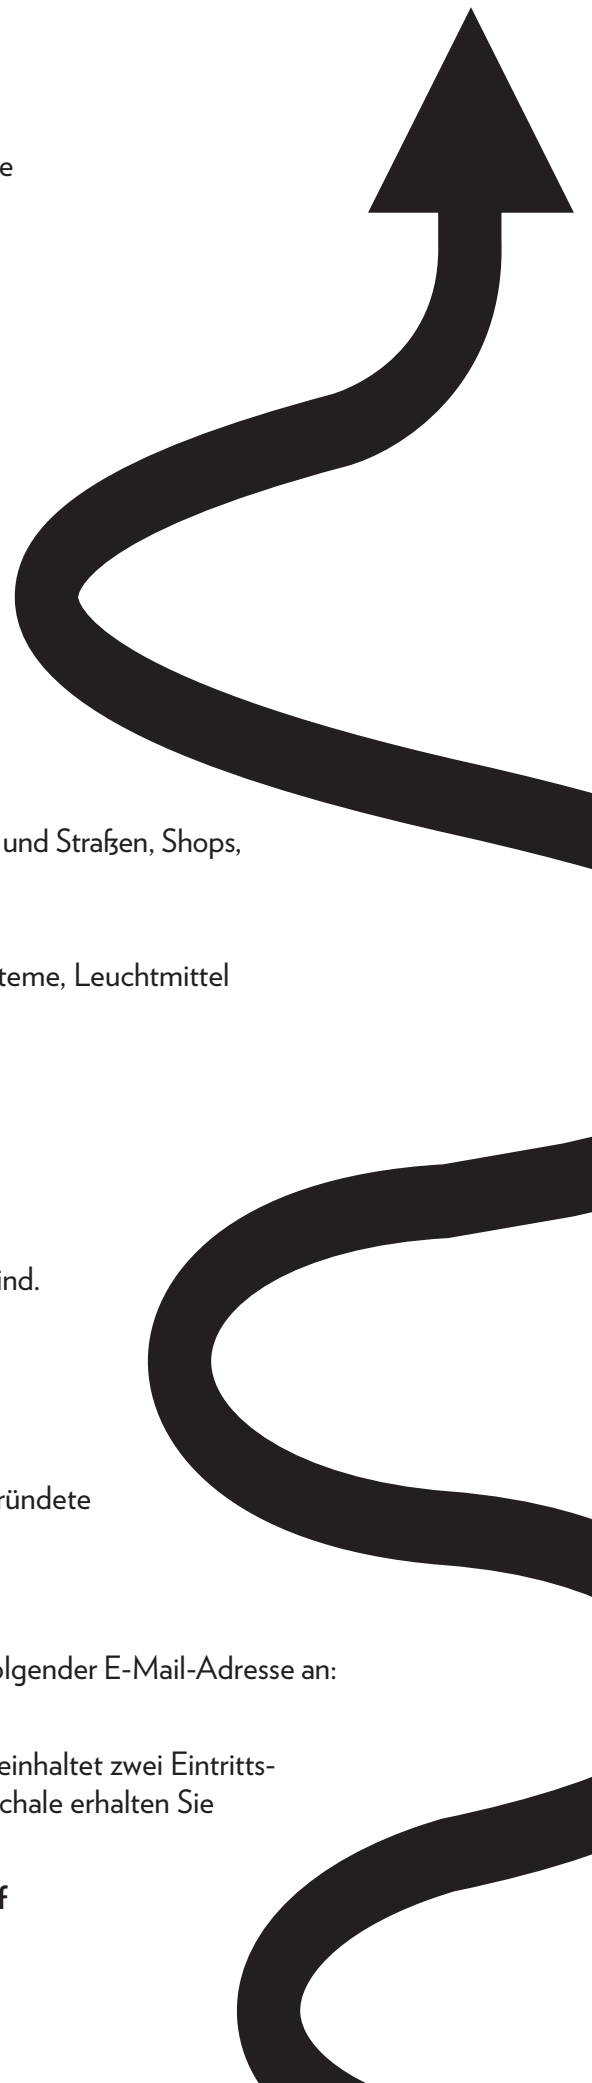 e
und Straßen, Shops,
teme, Leuchtmittel
ind.
ründete
olgender E-Mail-Adresse an:
einhaltet zwei Eintritts-
chale erhalten Sie
f